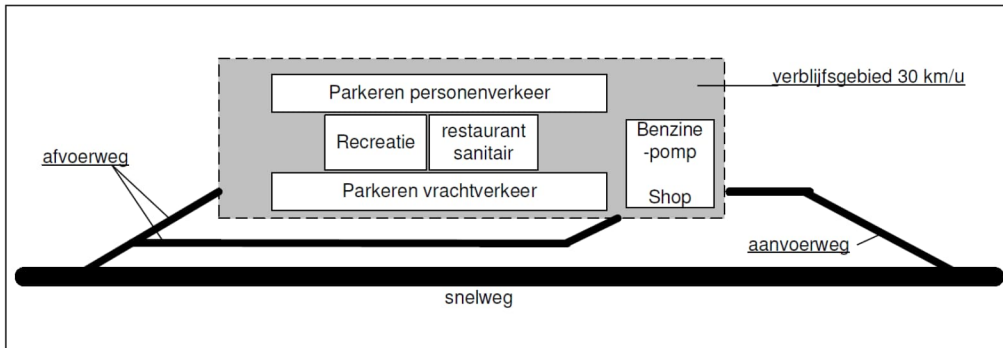 verblijfsgebied 30 km/u
Parkeren personenverkeer
Recreatie
restaurant
sanitair
Benzine
-pomp
Shop
Parkeren vrachtverkeer
afvoerweg
aanvoerweg
snelweg